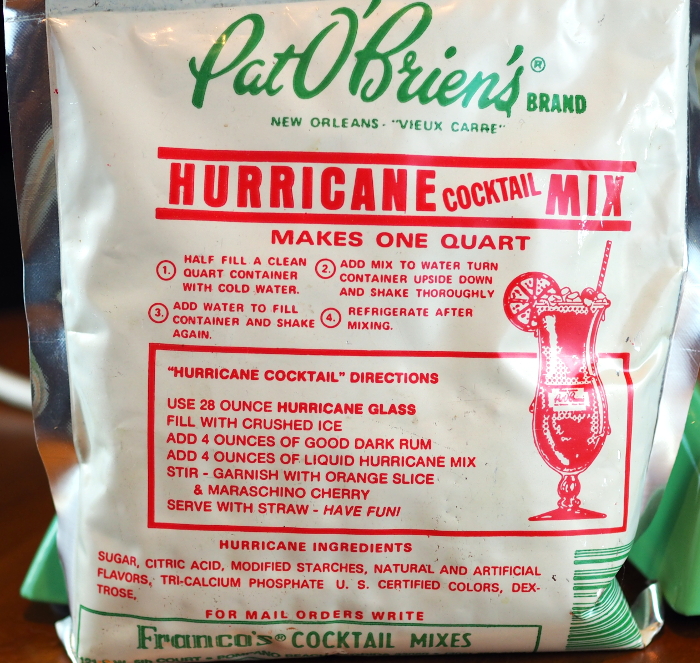 Pat O'Brien's® BRAND
NEW ORLEANS - "VIEUX CARRE"
HURRICANE COCKTAIL MIX
MAKES ONE QUART
1. HALF FILL A CLEAN
QUART CONTAINER
WITH COLD WATER.
2. ADD MIX TO WATER TURN
CONTAINER UPSIDE DOWN
AND SHAKE THOROUGHLY
3. ADD WATER TO FILL
CONTAINER AND SHAKE
AGAIN.
4. REFRIGERATE AFTER
MIXING.
"HURRICANE COCKTAIL" DIRECTIONS
USE 28 OUNCE HURRICANE GLASS
FILL WITH CRUSHED ICE
ADD 4 OUNCES OF GOOD DARK RUM
ADD 4 OUNCES OF LIQUID HURRICANE MIX
STIR - GARNISH WITH ORANGE SLICE
& MARASCHINO CHERRY
SERVE WITH STRAW - HAVE FUN!
HURRICANE INGREDIENTS
SUGAR, CITRIC ACID, MODIFIED STARCHES, NATURAL AND ARTIFICIAL
FLAVORS, TRI-CALCIUM PHOSPHATE U. S. CERTIFIED COLORS, DEX-
TROSE.
FOR MAIL ORDERS WRITE
Franco's® COCKTAIL MIXES